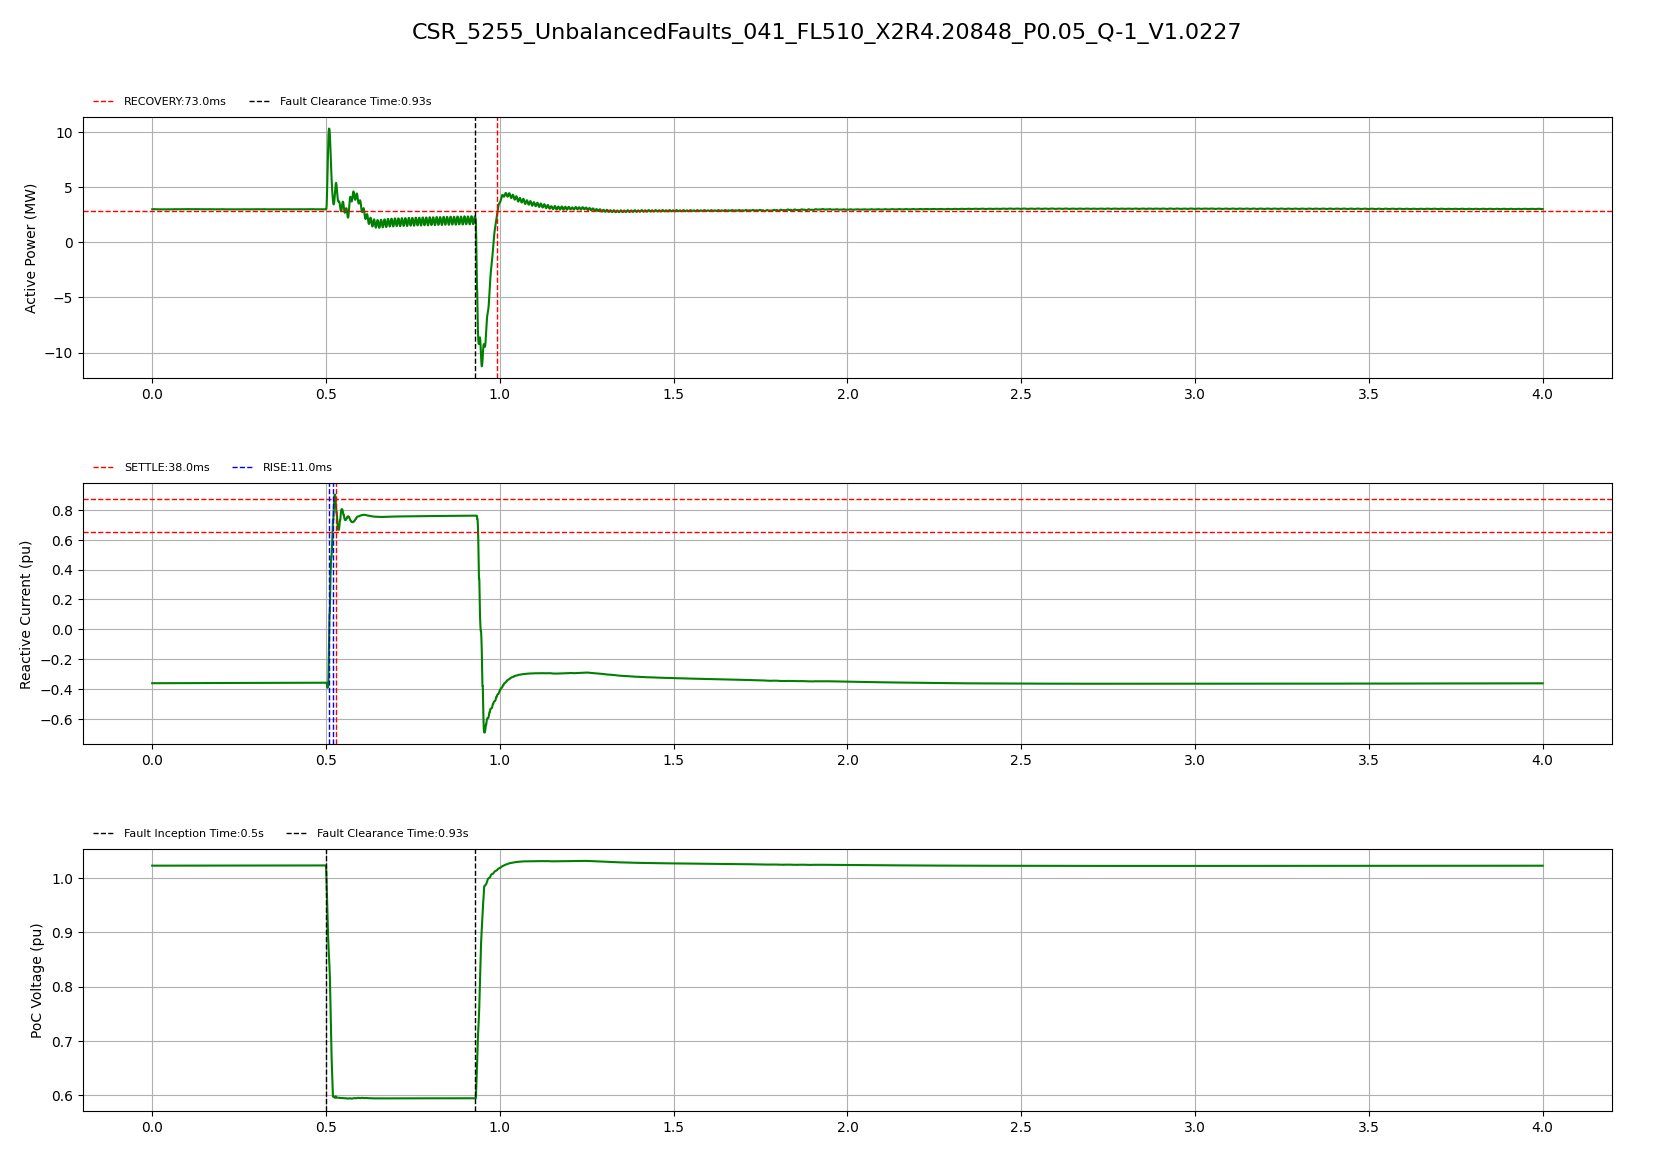 CSR_5255_UnbalancedFaults_041_FL510_X2R4.20848_P0.05_Q-1_V1.0227
RECOVERY:73.0ms Fault Clearance Time:0.93s
Active Power (MW)
10
5
0
−5
−10
0.0 0.5 1.0 1.5 2.0 2.5 3.0 3.5 4.0
SETTLE:38.0ms RISE:11.0ms
Reactive Current (pu)
0.8
0.6
0.4
0.2
0.0
−0.2
−0.4
−0.6
0.0 0.5 1.0 1.5 2.0 2.5 3.0 3.5 4.0
Fault Inception Time:0.5s Fault Clearance Time:0.93s
PoC Voltage (pu)
1.0
0.9
0.8
0.7
0.6
0.0 0.5 1.0 1.5 2.0 2.5 3.0 3.5 4.0